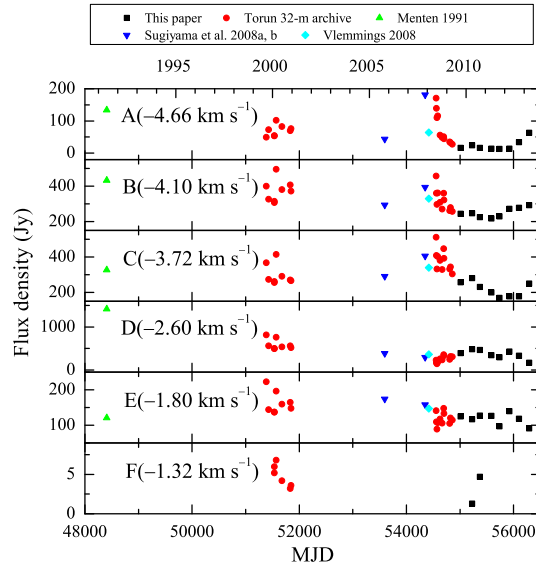 This paper Torun 32-m archive Menten 1991
Sugiyama et al. 2008a, b Vlemmings 2008
1995 2000 2005 2010
200
150
100
50
0
A(−4.66 km s⁻¹)
400
200
B(−4.10 km s⁻¹)
400
200
C(−3.72 km s⁻¹)
1000
0
D(−2.60 km s⁻¹)
200
100
E(−1.80 km s⁻¹)
5
0
F(−1.32 km s⁻¹)
Flux density (Jy)
48000 50000 52000 54000 56000
MJD